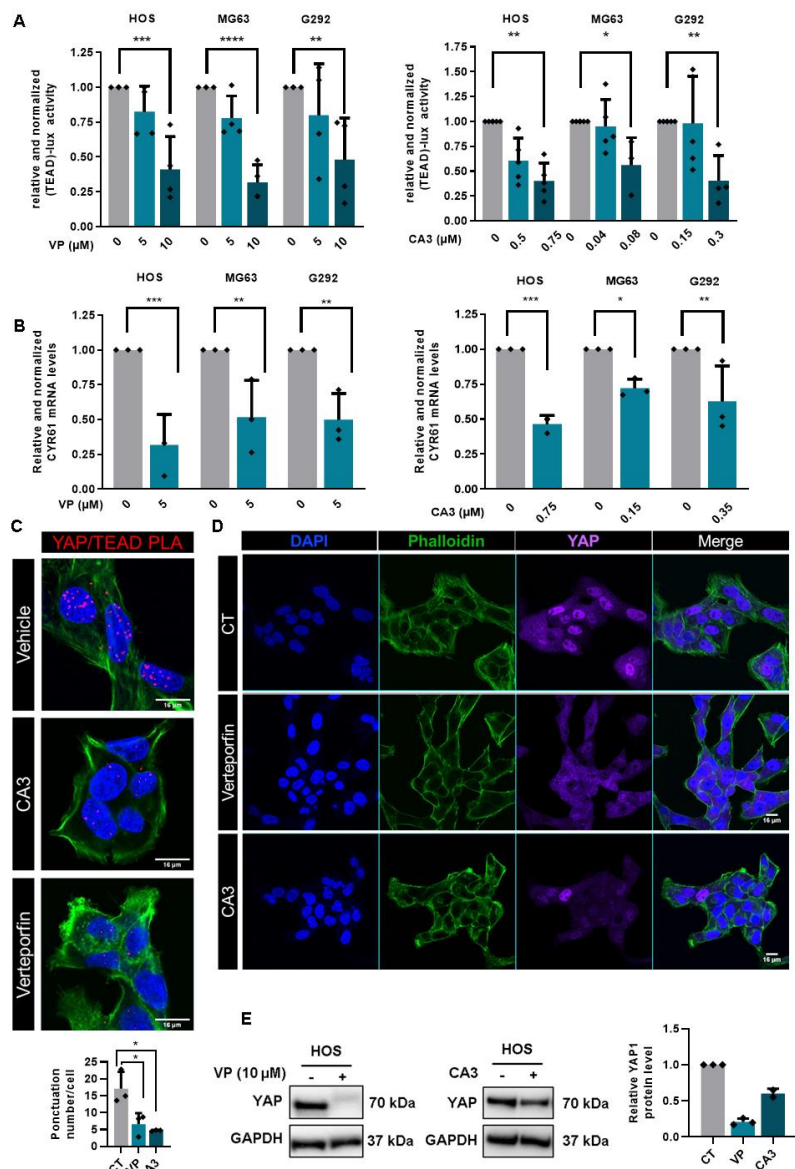 A
HOS MG63 G292
*** **** **
relative and normalized
(TEAD)-lux activity
1.00
0.75
0.50
0.25
0.00
0 5 10 0 5 10 0 5 10
VP (µM)
HOS MG63 G292
** * **
relative and normalized
(TEAD)-lux activity
1.75
1.50
1.25
1.00
0.75
0.50
0.25
0.00
0 0.5 0.75 0 0.04 0.08 0 0.15 0.3
CA3 (µM)
B
HOS MG63 G292
*** ** **
Relative and normalized
CYR61 mRNA levels
1.00
0.75
0.50
0.25
0.00
0 5 0 5 0 5
VP (µM)
HOS MG63 G292
*** * **
Relative and normalized
CYR61 mRNA levels
1.00
0.75
0.50
0.25
0.00
0 0.75 0 0.15 0 0.35
CA3 (µM)
C
YAP/TEAD PLA
Vehicle
16 µm
CA3
16 µm
Verteporfin
16 µm
*
*
Ponctuation
number/cell
25
20
15
10
5
0
CT VP
D
DAPI Phalloidin YAP Merge
CT
Verteporfin
16 µm
CA3
16 µm
E
HOS
VP (10 µM) - +
YAP 70 kDa
GAPDH 37 kDa
HOS
CA3 - +
YAP 70 kDa
GAPDH 37 kDa
Relative YAP1
protein level
1.5
1.0
0.5
0.0
CT VP CA3